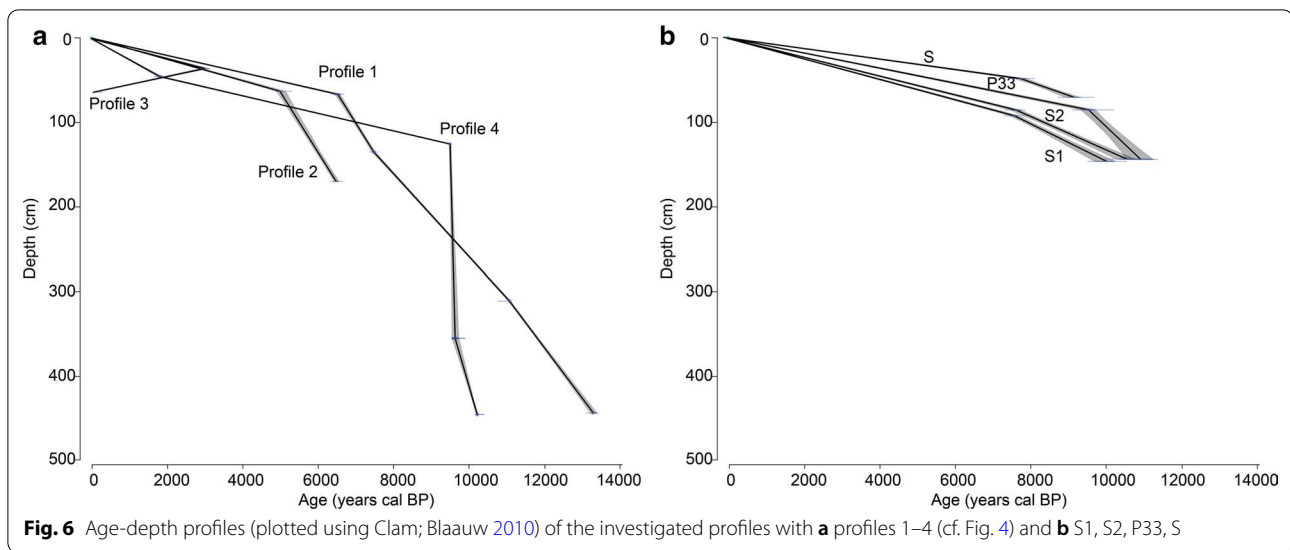 a
0
100
200
300
400
500
Depth (cm)
Profile 1
Profile 3
Profile 4
Profile 2
0 2000 4000 6000 8000 10000 12000 14000
Age (years cal BP)
b
0
100
200
300
400
500
Depth (cm)
S
P33
S2
S1
0 2000 4000 6000 8000 10000 12000 14000
Age (years cal BP)
Fig. 6 Age-depth profiles (plotted using Clam; Blaauw 2010) of the investigated profiles with a profiles 1–4 (cf. Fig. 4) and b S1, S2, P33, S